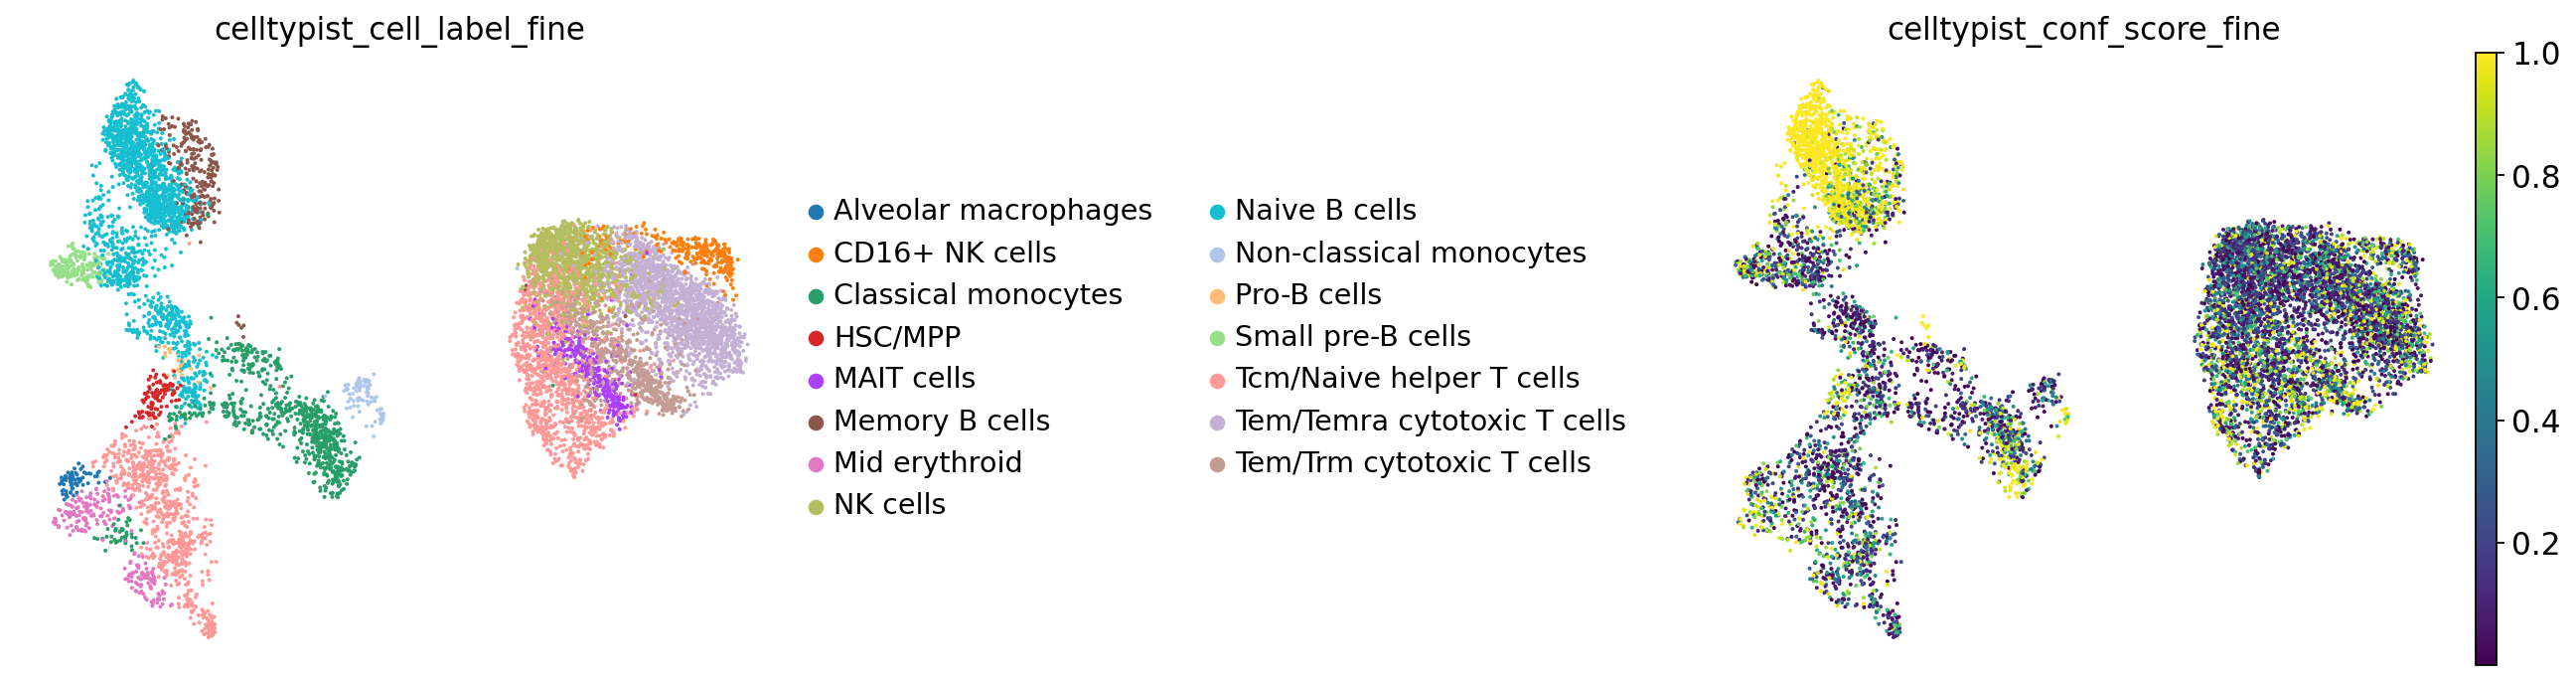 celltypist_cell_label_fine
Alveolar macrophages
CD16+ NK cells
Classical monocytes
HSC/MPP
MAIT cells
Memory B cells
Mid erythroid
NK cells
Naive B cells
Non-classical monocytes
Pro-B cells
Small pre-B cells
Tcm/Naive helper T cells
Tem/Temra cytotoxic T cells
Tem/Trm cytotoxic T cells
celltypist_conf_score_fine
1.0
0.8
0.6
0.4
0.2